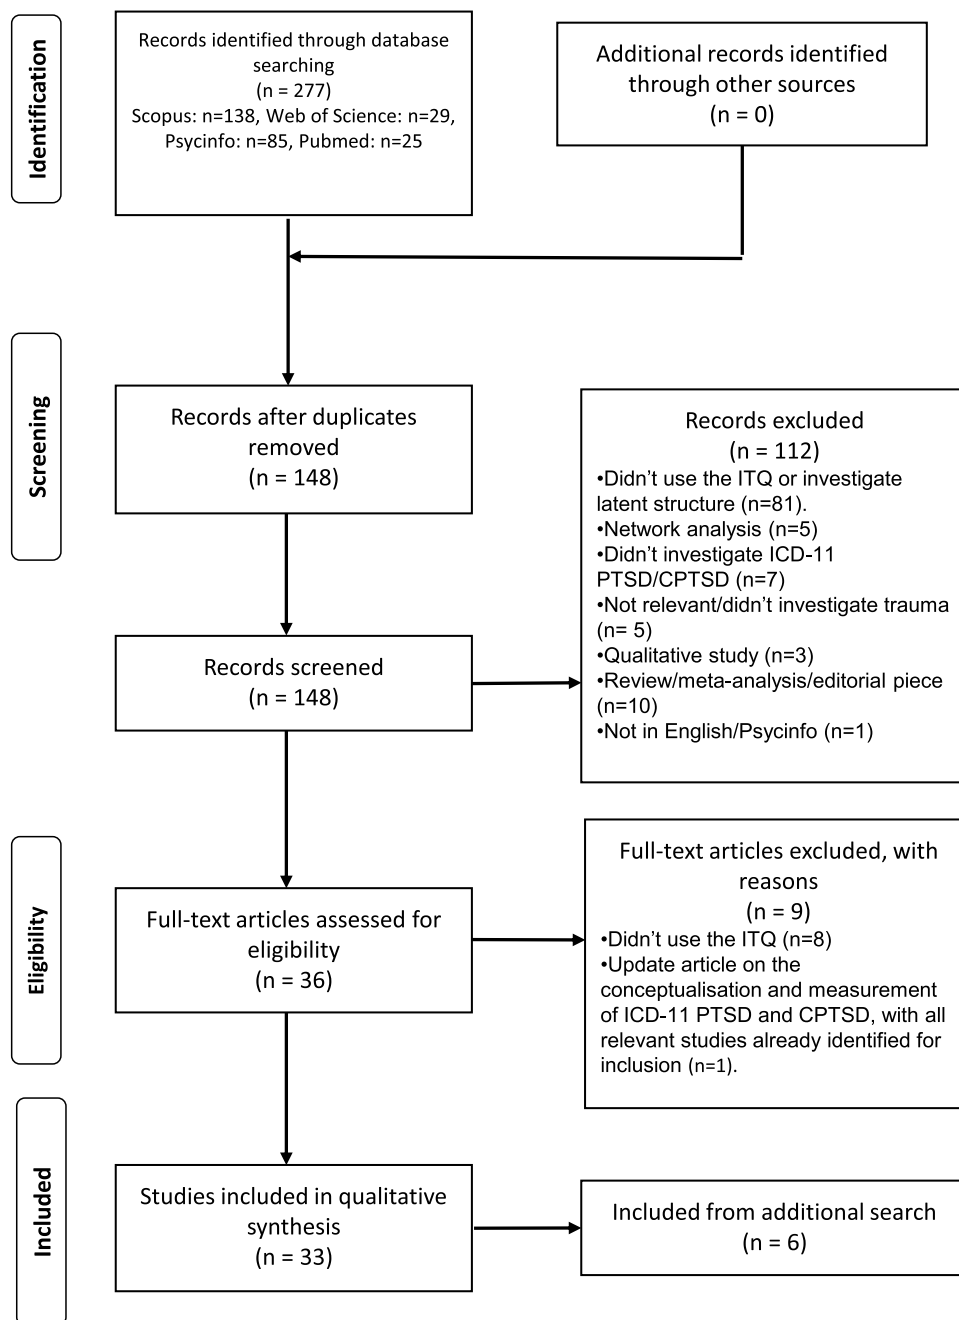 Identification
Records identified through database
searching
(n = 277)
Scopus: n=138, Web of Science: n=29,
Psycinfo: n=85, Pubmed: n=25
Additional records identified
through other sources
(n = 0)
Screening
Records after duplicates
removed
(n = 148)
Records screened
(n = 148)
Records excluded
(n = 112)
•Didn’t use the ITQ or investigate
latent structure (n=81).
•Network analysis (n=5)
•Didn’t investigate ICD-11
PTSD/CPTSD (n=7)
•Not relevant/didn’t investigate trauma
(n= 5)
•Qualitative study (n=3)
•Review/meta-analysis/editorial piece
(n=10)
•Not in English/Psycinfo (n=1)
Eligibility
Full-text articles assessed for
eligibility
(n = 36)
Full-text articles excluded, with
reasons
(n = 9)
•Didn’t use the ITQ (n=8)
•Update article on the
conceptualisation and measurement
of ICD-11 PTSD and CPTSD, with all
relevant studies already identified for
inclusion (n=1).
Included
Studies included in qualitative
synthesis
(n = 33)
Included from additional search
(n = 6)